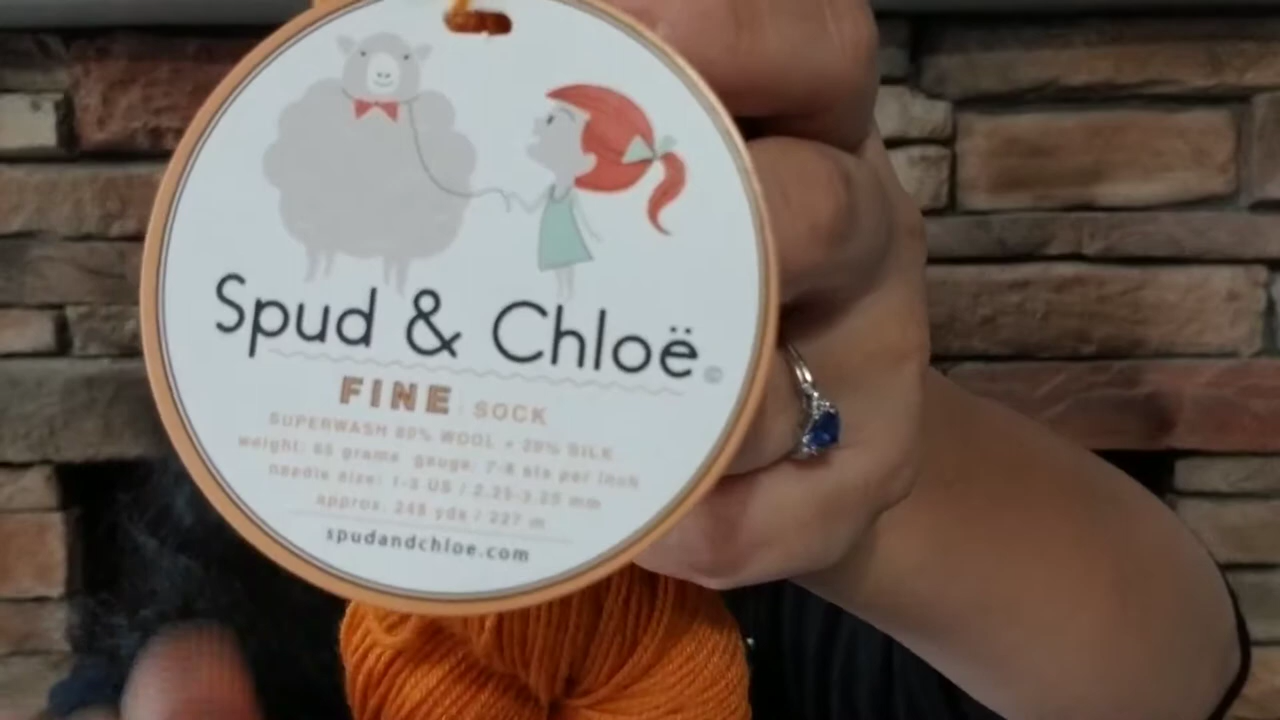 Spud & Chloë ©
FINE SOCK
SUPERWASH 80% WOOL + 20% SILK
weight: 65 grams gauge: 7-8 sts per inch
needle size: 1-3 US / 2.25-3.25 mm
approx. 248 yds / 227 m
spudandchloe.com